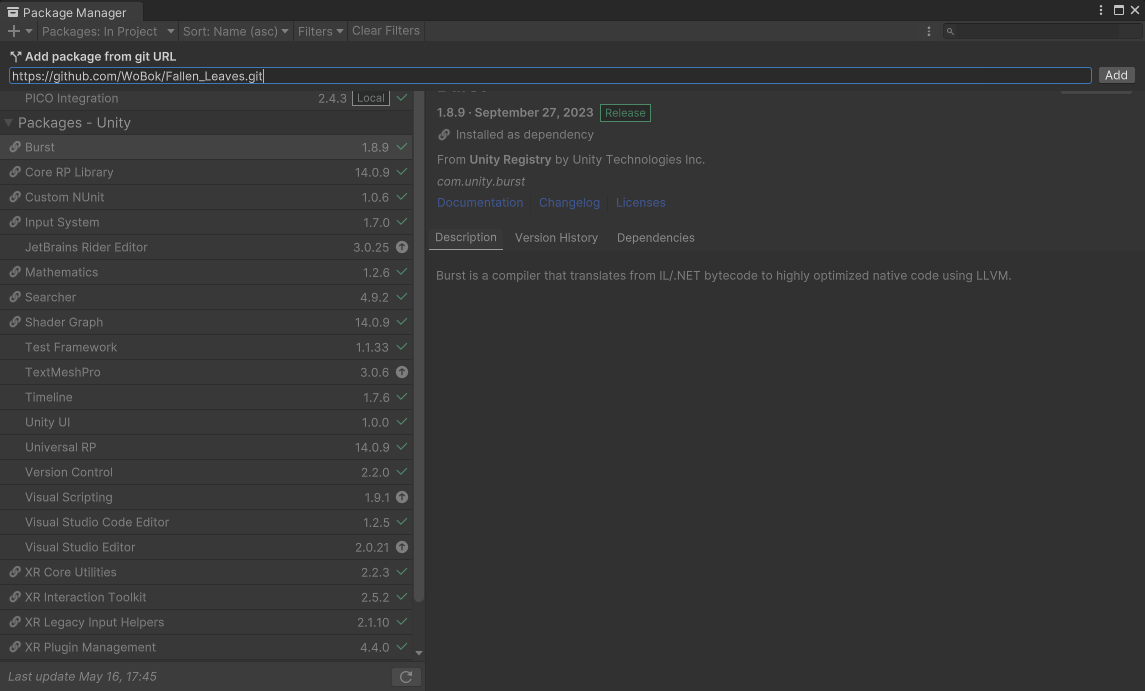 Package Manager
Packages: In Project Sort: Name (asc) Filters Clear Filters
Add package from git URL
https://github.com/WoBok/Fallen_Leaves.git Add
PICO Integration 2.4.3 Local
Packages - Unity
Burst 1.8.9
Core RP Library 14.0.9
Custom NUnit 1.0.6
Input System 1.7.0
JetBrains Rider Editor 3.0.25
Mathematics 1.2.6
Searcher 4.9.2
Shader Graph 14.0.9
Test Framework 1.1.33
TextMeshPro 3.0.6
Timeline 1.7.6
Unity UI 1.0.0
Universal RP 14.0.9
Version Control 2.2.0
Visual Scripting 1.9.1
Visual Studio Code Editor 1.2.5
Visual Studio Editor 2.0.21
XR Core Utilities 2.2.3
XR Interaction Toolkit 2.5.2
XR Legacy Input Helpers 2.1.10
XR Plugin Management 4.4.0
Last update May 16, 17:45
1.8.9 · September 27, 2023 Release
Installed as dependency
From Unity Registry by Unity Technologies Inc.
com.unity.burst
Documentation Changelog Licenses
Description Version History Dependencies
Burst is a compiler that translates from IL/.NET bytecode to highly optimized native code using LLVM.